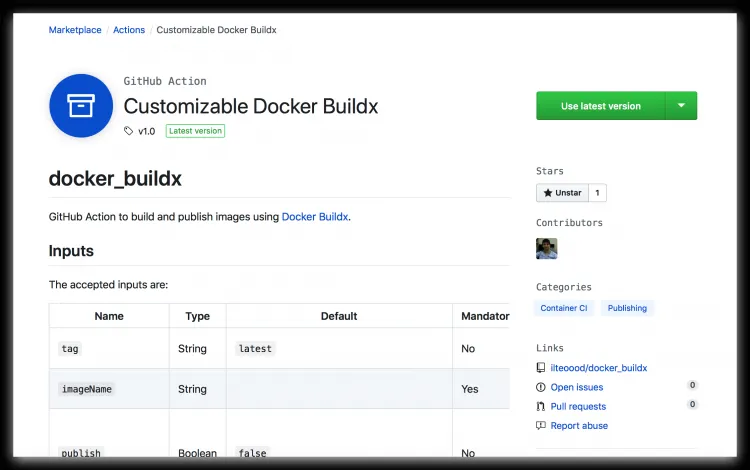 Marketplace / Actions / Customizable Docker Buildx
GitHub Action
Customizable Docker Buildx
v1.0 Latest version
Use latest version
docker_buildx
GitHub Action to build and publish images using Docker Buildx.
Inputs
The accepted inputs are:
Name Type Default Mandator
tag String latest No
imageName String Yes
publish Boolean false No
Stars
Unstar 1
Contributors
Categories
Container CI Publishing
Links
ilteoood/docker_buildx
Open issues 0
Pull requests 0
Report abuse